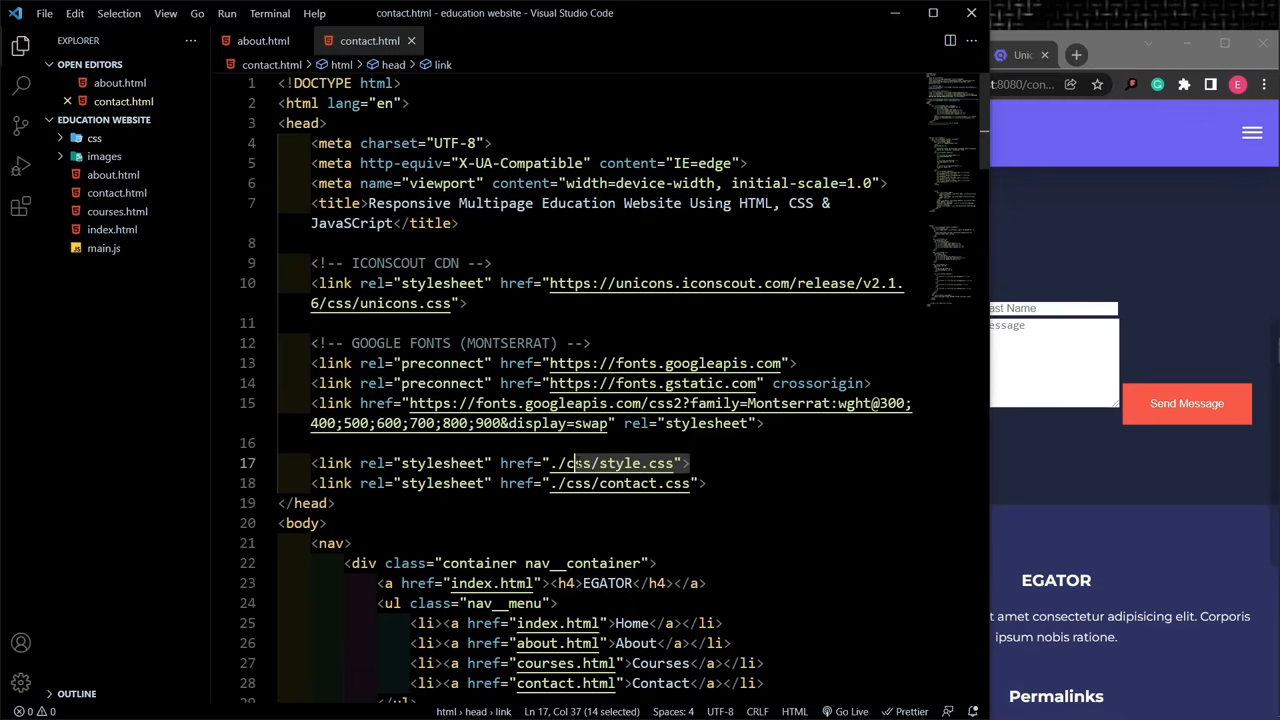 File Edit Selection View Go Run Terminal Help
contact.html - education website - Visual Studio Code
EXPLORER
OPEN EDITORS
about.html
contact.html
EDUCATION WEBSITE
css
images
about.html
contact.html
courses.html
index.html
main.js
OUTLINE
about.html contact.html
contact.html > html > head > link
1 <!DOCTYPE html>
2 <html lang="en">
3 <head>
4 <meta charset="UTF-8">
5 <meta http-equiv="X-UA-Compatible" content="IE=edge">
6 <meta name="viewport" content="width=device-width, initial-scale=1.0">
7 <title>Responsive Multipage Education Website Using HTML, CSS &
JavaSCript</title>
8
9 <!-- ICONSCOUT CDN -->
10 <link rel="stylesheet" href="https://unicons.iconscout.com/release/v2.1.
6/css/unicons.css">
11
12 <!-- GOOGLE FONTS (MONTSERRAT) -->
13 <link rel="preconnect" href="https://fonts.googleapis.com">
14 <link rel="preconnect" href="https://fonts.gstatic.com" crossorigin>
15 <link href="https://fonts.googleapis.com/css2?family=Montserrat:wght@300;
400;500;600;700;800;900&display=swap" rel="stylesheet">
16
17 <link rel="stylesheet" href="./css/style.css">
18 <link rel="stylesheet" href="./css/contact.css">
19 </head>
20 <body>
21 <nav>
22 <div class="container nav__container">
23 <a href="index.html"><h4>EGATOR</h4></a>
24 <ul class="nav__menu">
25 <li><a href="index.html">Home</a></li>
26 <li><a href="about.html">About</a></li>
27 <li><a href="courses.html">Courses</a></li>
28 <li><a href="contact.html">Contact</a></li>
0 0 html > head > link Ln 17, Col 37 (14 selected) Spaces: 4 UTF-8 CRLF HTML Go Live Prettier
Unic
t:8080/con...
E
ast Name
essage
Send Message
EGATOR
t amet consectetur adipisicing elit. Corporis
ipsum nobis ratione.
Permalinks